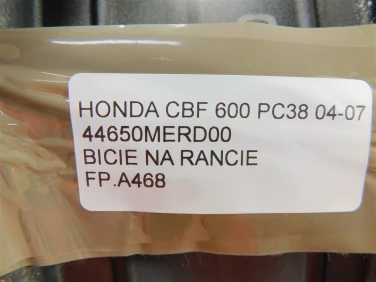 HONDA CBF 600 PC38 04-07
44650MERD00
BICIE NA RANCIE
FP.A468